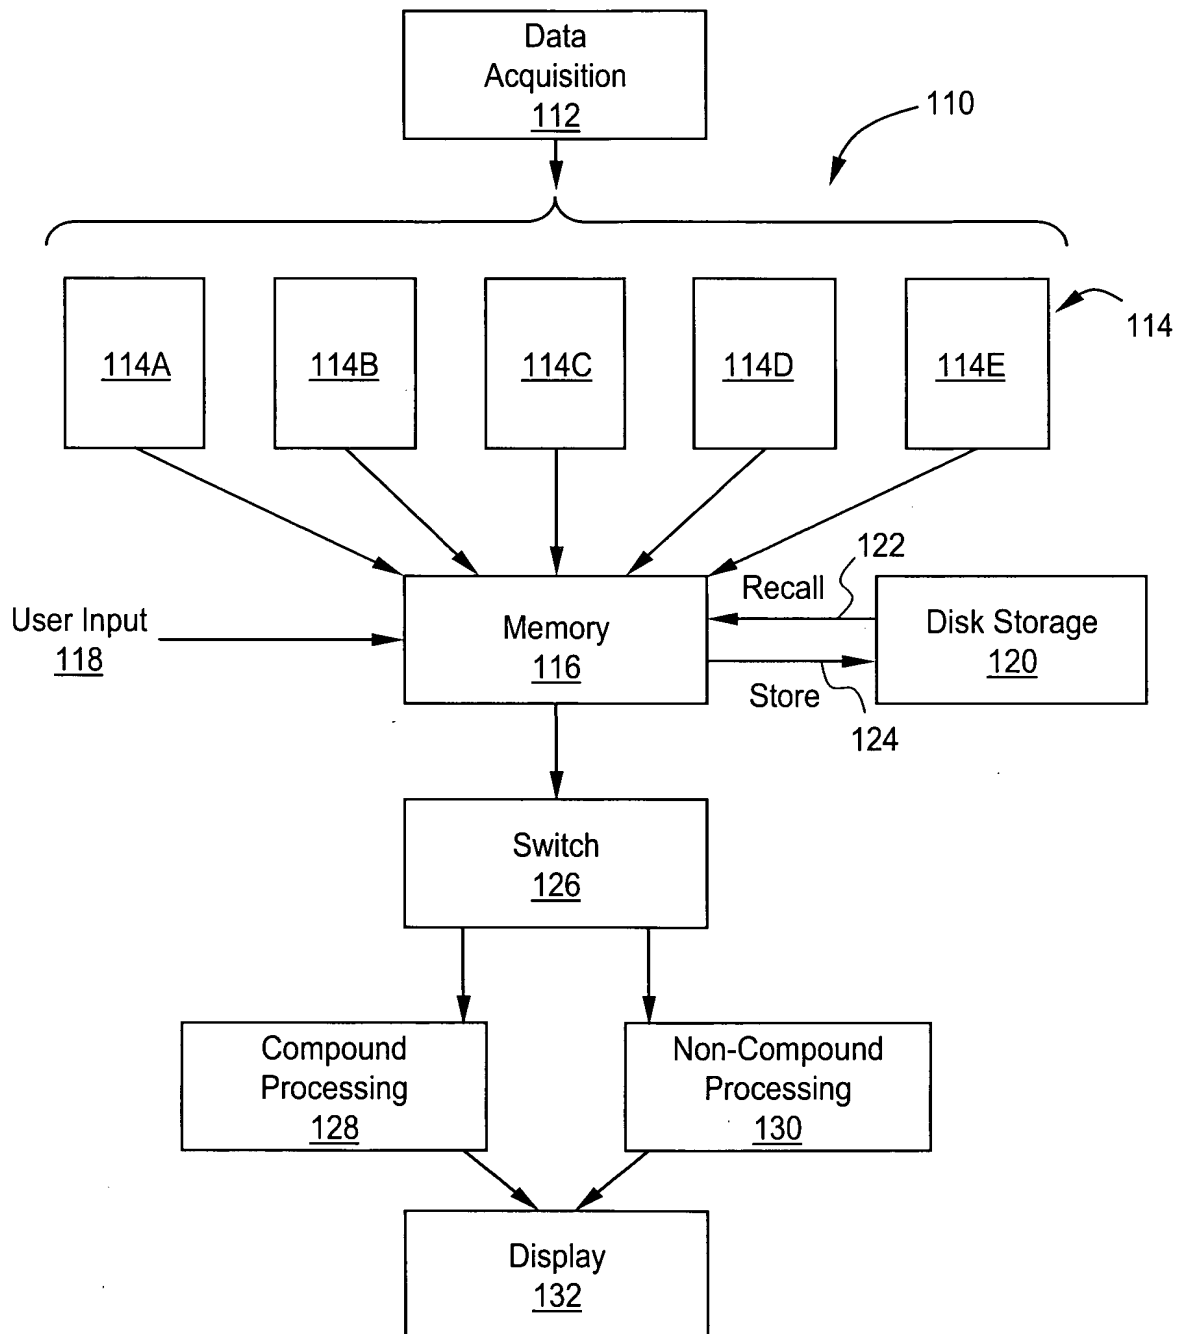 Data
Acquisition
112
110
114A
114B
114C
114D
114E
114
122
Recall
User Input
118
Memory
116
Disk Storage
120
Store
124
Switch
126
Compound
Processing
128
Non-Compound
Processing
130
Display
132